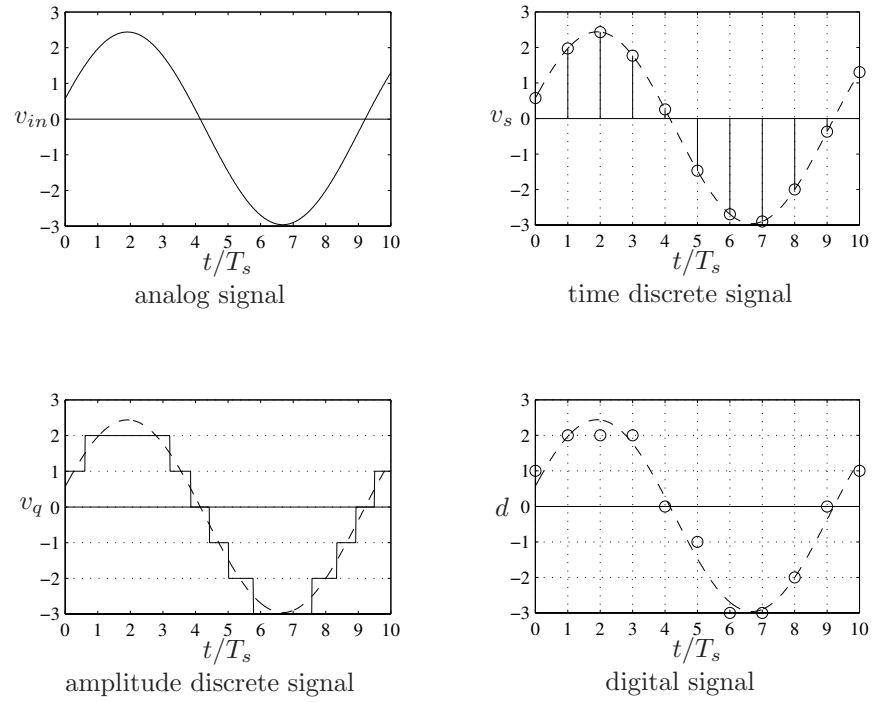 3
2
1
v_in 0
−1
−2
−3
0 1 2 3 4 5 6 7 8 9 10
t/T_s
analog signal
3
2
1
v_s 0
−1
−2
−3
0 1 2 3 4 5 6 7 8 9 10
t/T_s
time discrete signal
3
2
1
v_q 0
−1
−2
−3
0 1 2 3 4 5 6 7 8 9 10
t/T_s
amplitude discrete signal
3
2
1
d 0
−1
−2
−3
0 1 2 3 4 5 6 7 8 9 10
t/T_s
digital signal